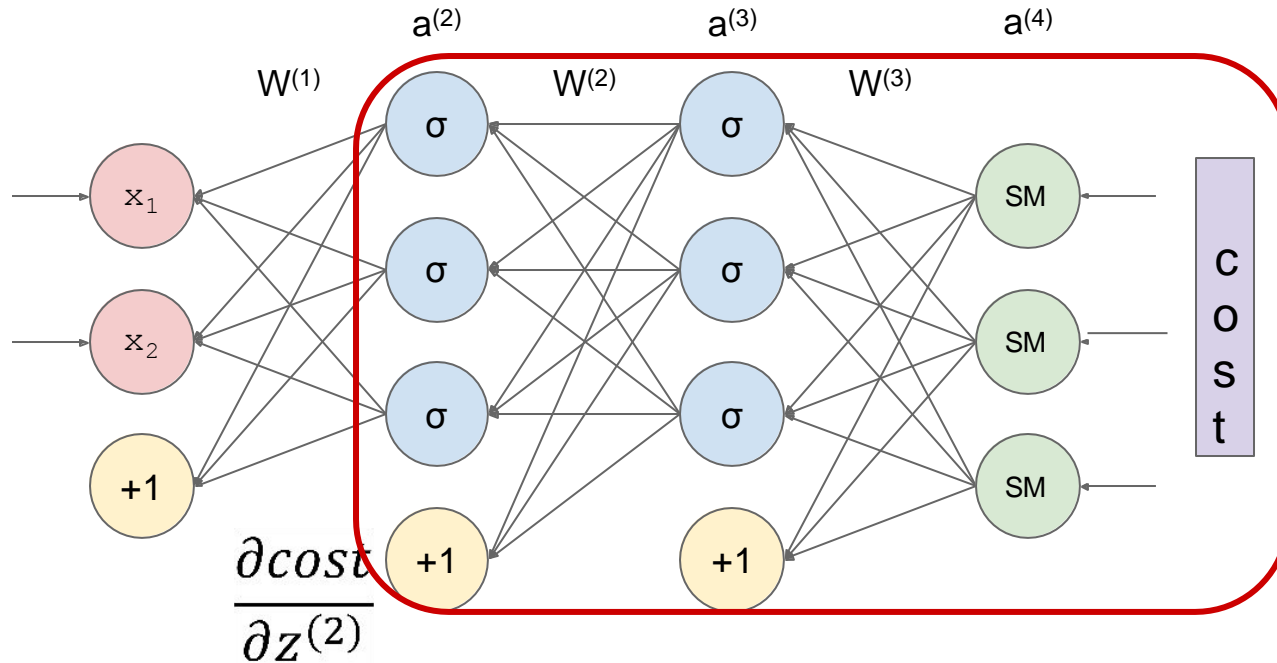 a⁽²⁾ a⁽³⁾ a⁽⁴⁾
W⁽¹⁾ W⁽²⁾ W⁽³⁾
σ σ
x₁ SM
σ σ
x₂ SM
σ σ
+1 SM
+1 +1
c
o
s
t
∂cost
∂z⁽²⁾